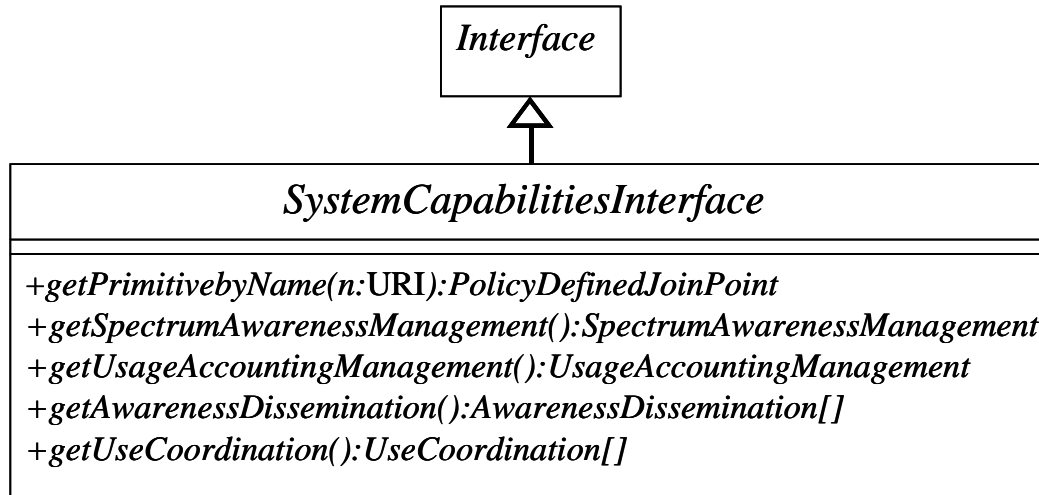 Interface
SystemCapabilitiesInterface
+getPrimitivebyName(n:URI):PolicyDefinedJoinPoint
+getSpectrumAwarenessManagement():SpectrumAwarenessManagement
+getUsageAccountingManagement():UsageAccountingManagement
+getAwarenessDissemination():AwarenessDissemination[]
+getUseCoordination():UseCoordination[]